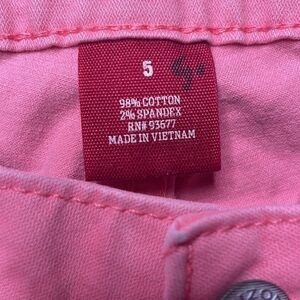 5
98% COTTON
2% SPANDEX
RN# 93677
MADE IN VIETNAM